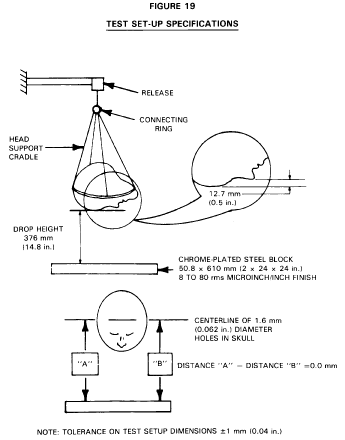 FIGURE 19
TEST SET-UP SPECIFICATIONS
RELEASE
CONNECTING
RING
HEAD
SUPPORT
CRADLE
12.7 mm
(0.5 in.)
DROP HEIGHT
376 mm
(14.8 in.)
CHROME-PLATED STEEL BLOCK
50.8 x 610 mm (2 x 24 x 24 in.)
8 TO 80 rms MICROINCH/INCH FINISH
CENTERLINE OF 1.6 mm
(0.062 in.) DIAMETER
HOLES IN SKULL
"A"
"B"
DISTANCE "A" – DISTANCE "B" =0.0 mm
NOTE: TOLERANCE ON TEST SETUP DIMENSIONS ±1 mm (0.04 in.)